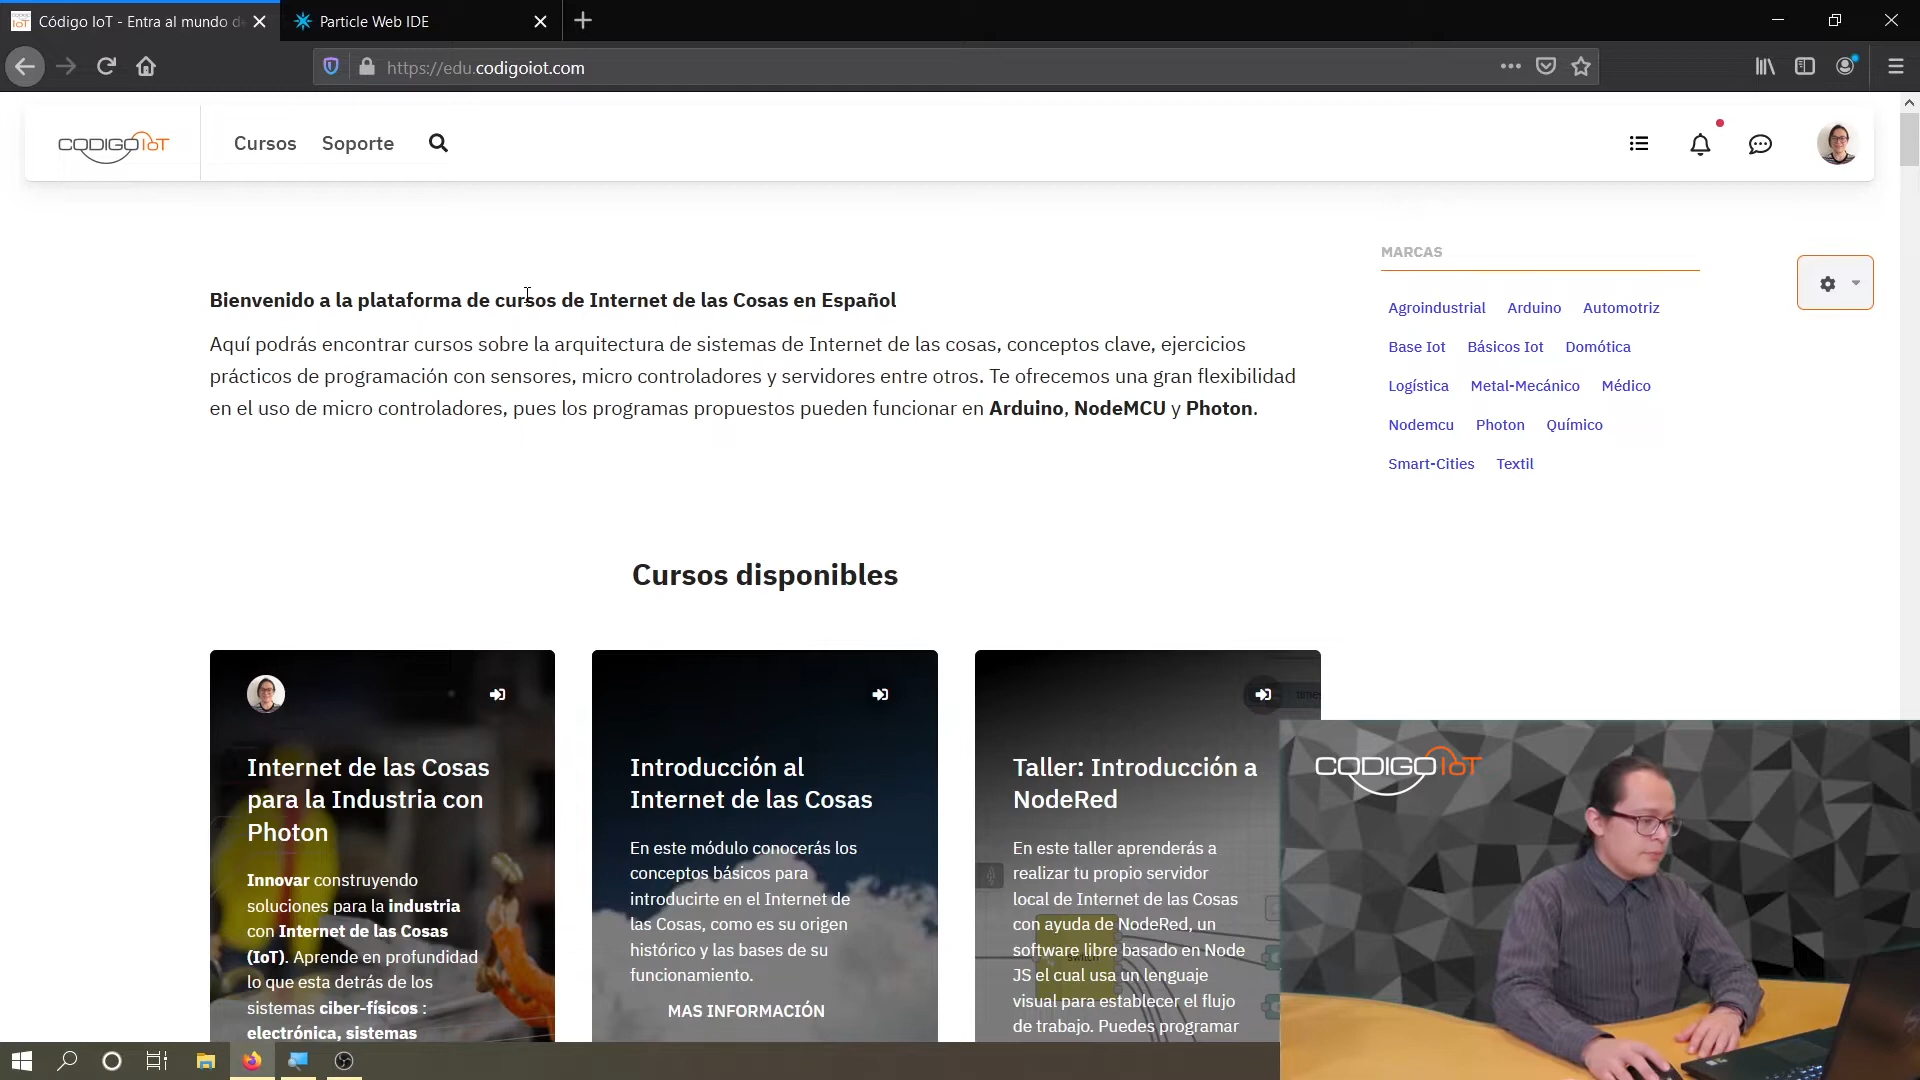 Código IoT - Entra al mundo d
Particle Web IDE
https://edu.codigoiot.com
CODIGO IoT
Cursos
Soporte
MARCAS
Bienvenido a la plataforma de cursos de Internet de las Cosas en Español
Aquí podrás encontrar cursos sobre la arquitectura de sistemas de Internet de las cosas, conceptos clave, ejercicios
prácticos de programación con sensores, micro controladores y servidores entre otros. Te ofrecemos una gran flexibilidad
en el uso de micro controladores, pues los programas propuestos pueden funcionar en Arduino, NodeMCU y Photon.
Agroindustrial Arduino Automotriz
Base Iot Básicos Iot Domótica
Logística Metal-Mecánico Médico
Nodemcu Photon Químico
Smart-Cities Textil
Cursos disponibles
Internet de las Cosas
para la Industria con
Photon
Innovar construyendo
soluciones para la industria
con Internet de las Cosas
(IoT). Aprende en profundidad
lo que esta detrás de los
sistemas ciber-físicos :
electrónica, sistemas
Introducción al
Internet de las Cosas
En este módulo conocerás los
conceptos básicos para
introducirte en el Internet de
las Cosas, como es su origen
histórico y las bases de su
funcionamiento.
MAS INFORMACIÓN
time
Taller: Introducción a
NodeRed
En este taller aprenderás a
realizar tu propio servidor
local de Internet de las Cosas
con ayuda de NodeRed, un
software libre basado en Node
JS el cual usa un lenguaje
visual para establecer el flujo
de trabajo. Puedes programar
switch
CODIGO IoT